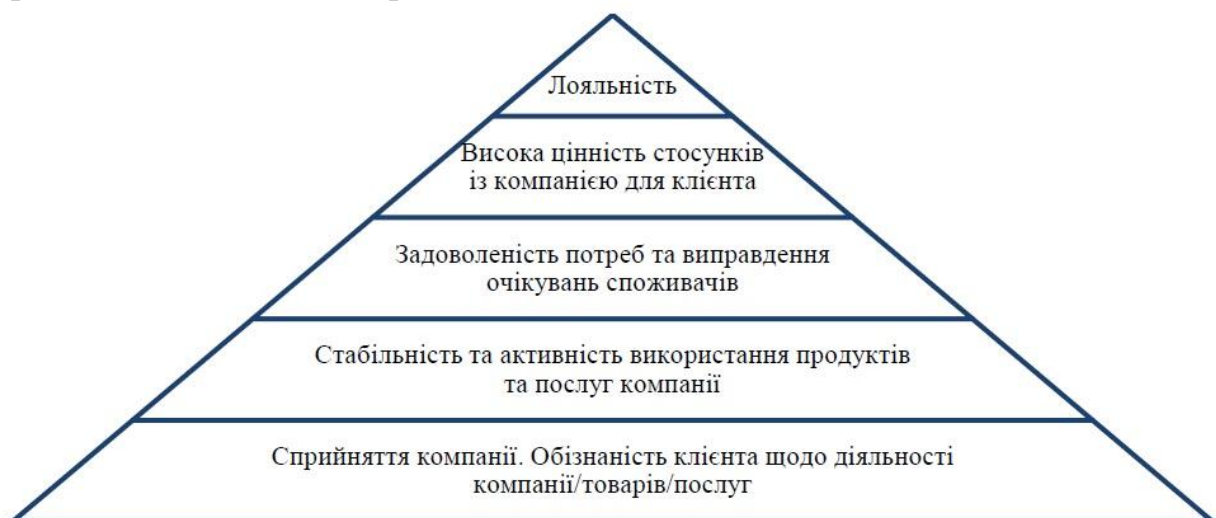 Лояльність
Висока цінність стосунків
із компанією для клієнта
Задоволеність потреб та виправдення
очікувань споживачів
Стабільність та активність використання продуктів
та послуг компанії
Сприйняття компанії. Обізнаність клієнта щодо діяльності
компанії/товарів/послуг